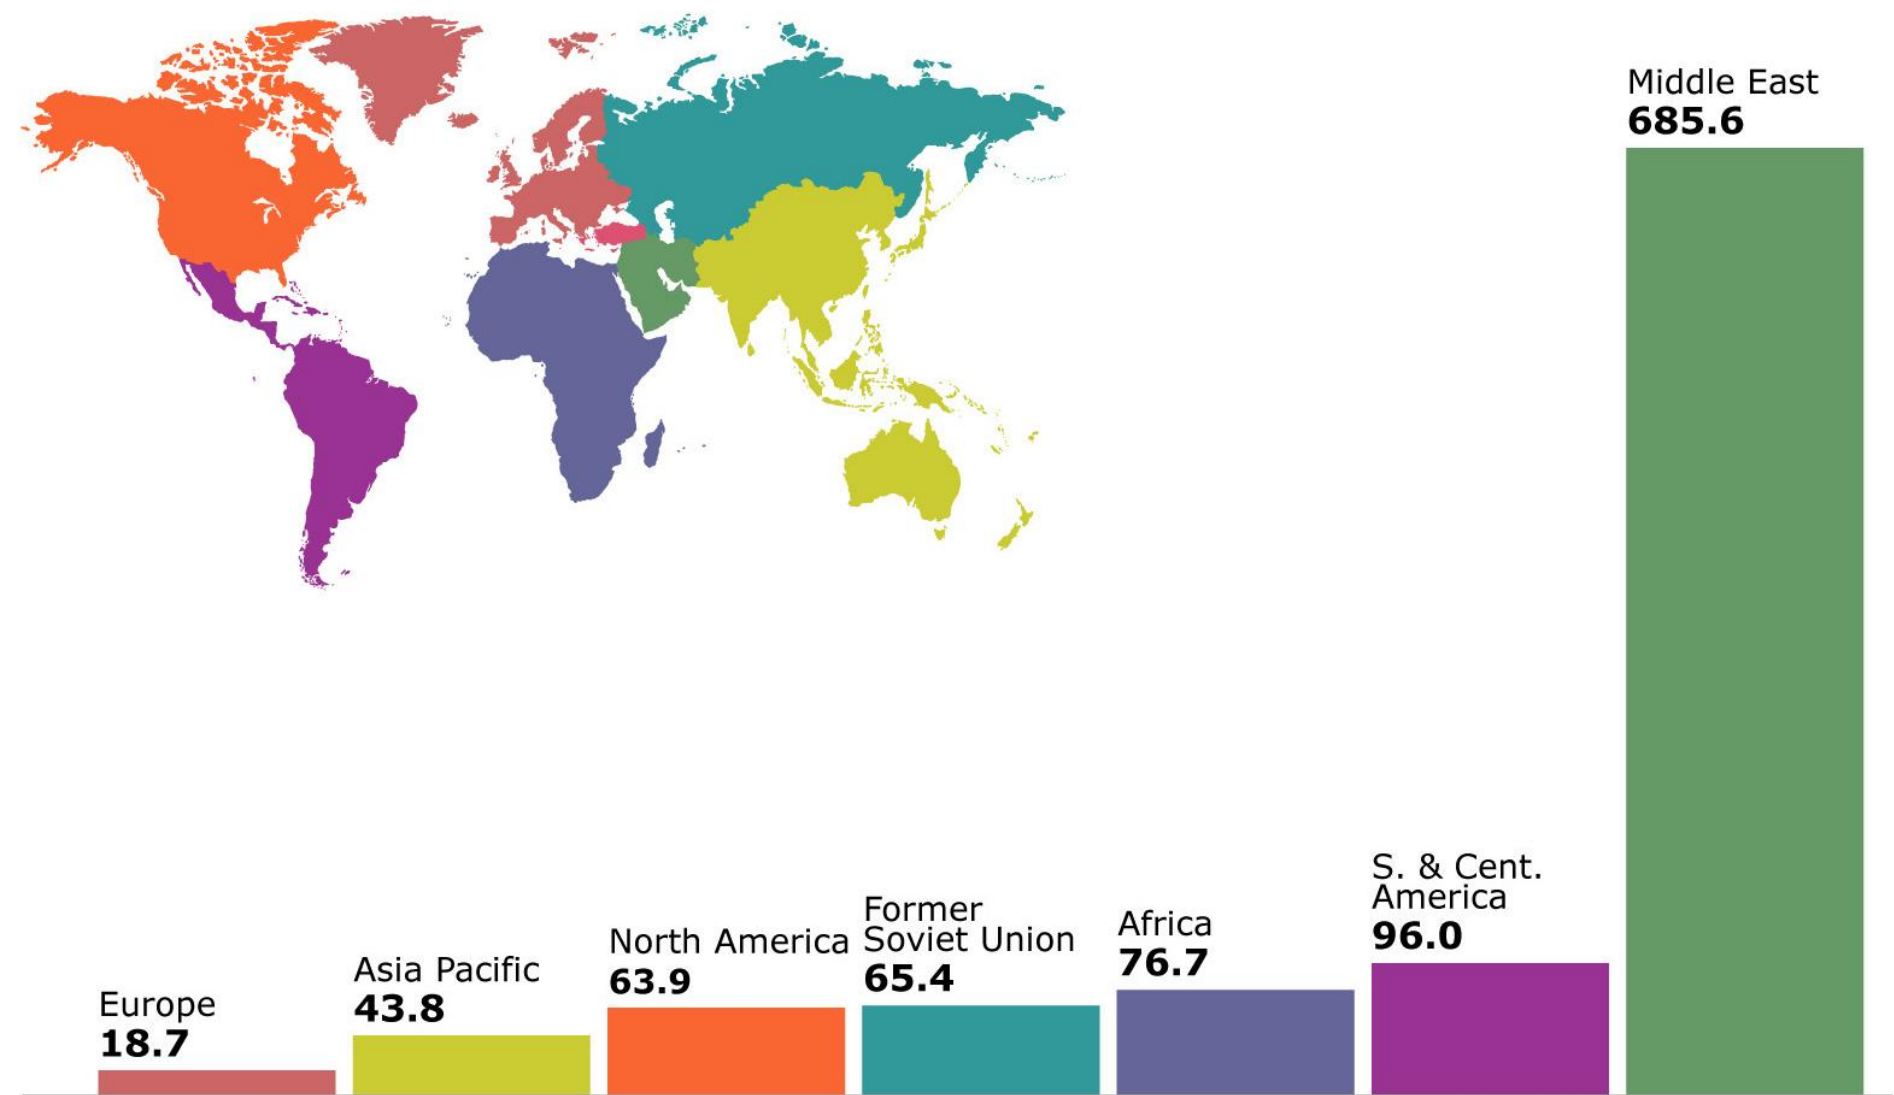 Europe
18.7
Asia Pacific
43.8
North America
63.9
Former
Soviet Union
65.4
Africa
76.7
S. & Cent.
America
96.0
Middle East
685.6